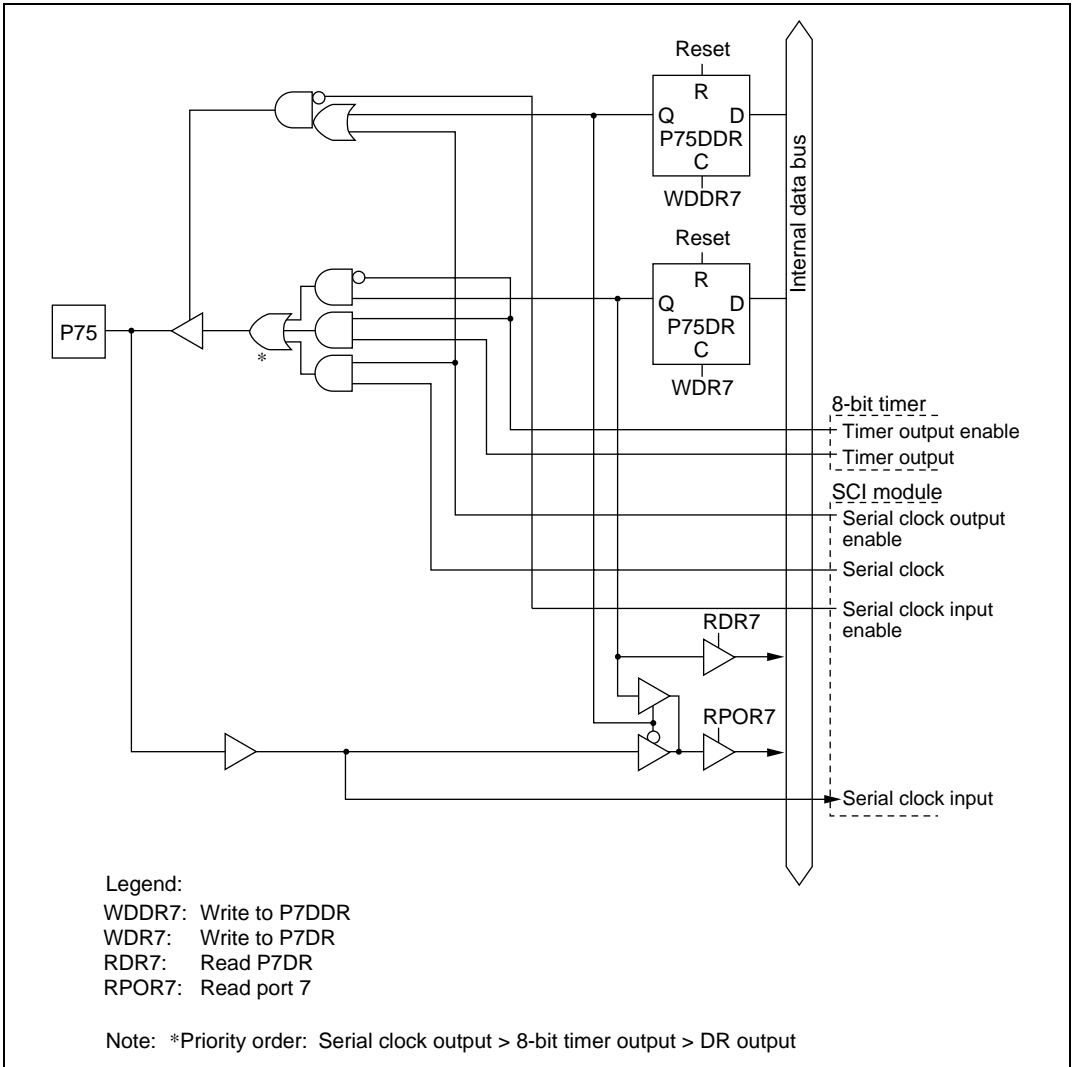 Reset
R
Q D
P75DDR
C
WDDR7
Internal data bus
Reset
R
Q D
P75DR
C
WDR7
P75
*
8-bit timer
Timer output enable
Timer output
SCI module
Serial clock output
enable
Serial clock
Serial clock input
enable
RDR7
RPOR7
Serial clock input
Legend:
WDDR7: Write to P7DDR
WDR7: Write to P7DR
RDR7: Read P7DR
RPOR7: Read port 7
Note: *Priority order: Serial clock output > 8-bit timer output > DR output